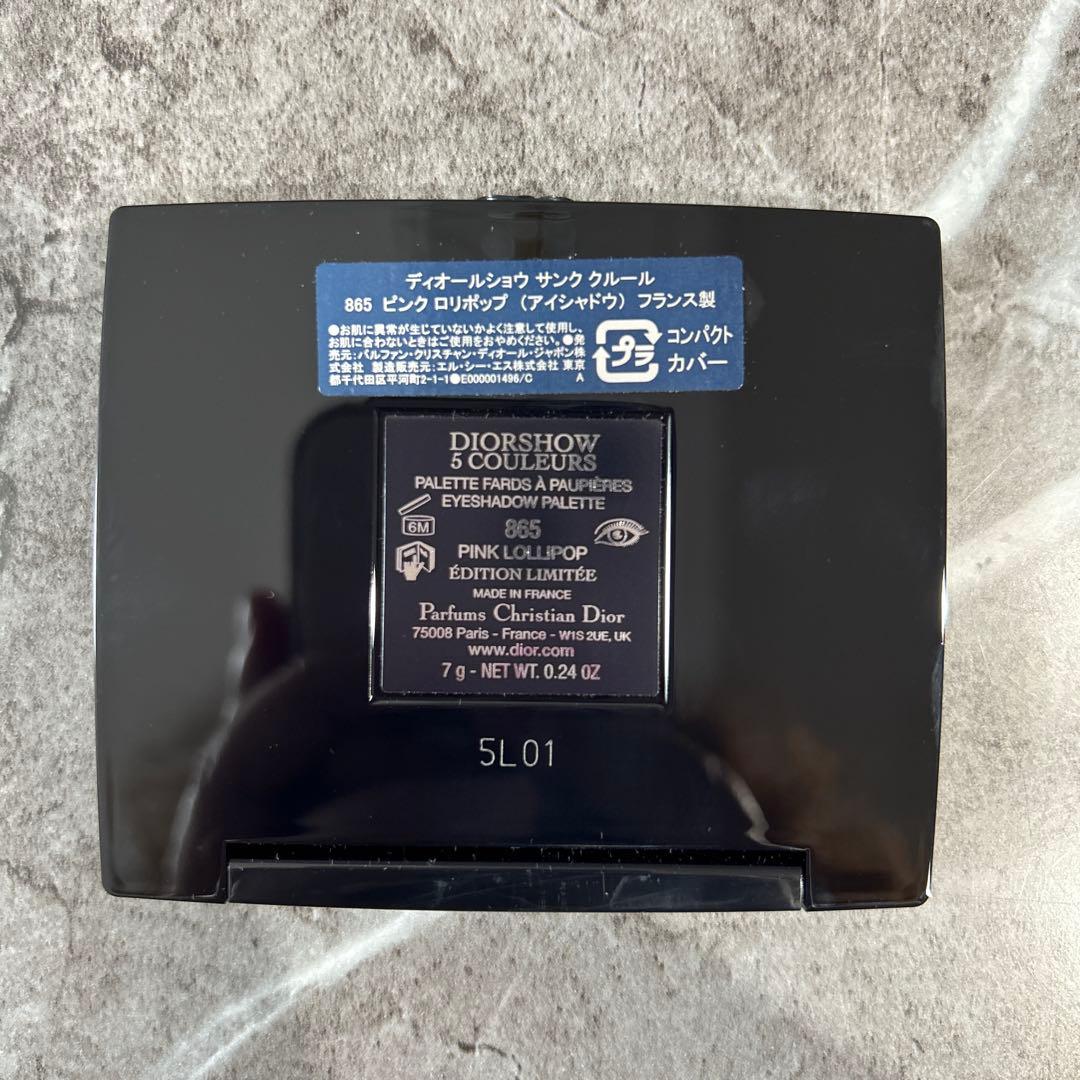 ディオールショウ サンク クルール
865 ピンク ロリポップ （アイシャドウ） フランス製
●お肌に異常が生じていないかよく注意して使用し、
お肌に合わないときはご使用をおやめください。●発
売元：パルファン・クリスチャン・ディオール・ジャポン株
式会社 製造販売元：エル・シー・エス株式会社 東京
都千代田区平河町2-1-1●E000001496/C A
プラ
コンパクト
カバー
DIORSHOW
5 COULEURS
PALETTE FARDS À PAUPIÈRES
EYESHADOW PALETTE
6M
865
PINK LOLLIPOP
ÉDITION LIMITÉE
MADE IN FRANCE
Parfums Christian Dior
75008 Paris - France - W1S 2UE, UK
www.dior.com
7 g - NET WT. 0.24 OZ
5L01